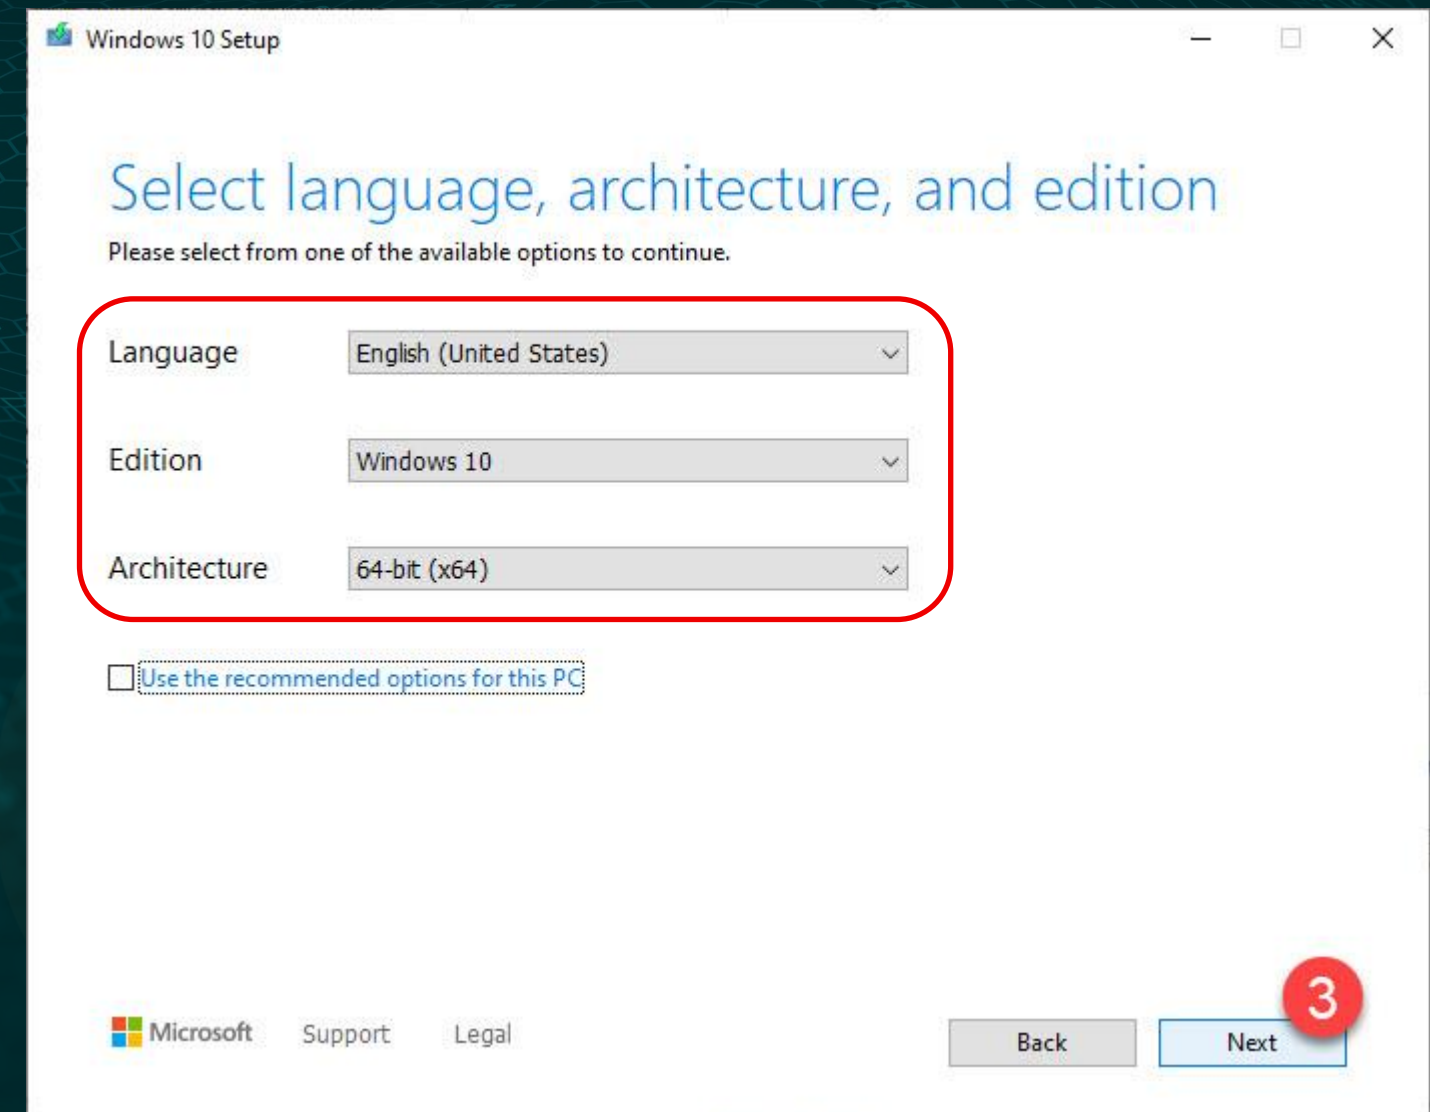 Windows 10 Setup
Select language, architecture, and edition
Please select from one of the available options to continue.
Language English (United States)
Edition Windows 10
Architecture 64-bit (x64)
Use the recommended options for this PC
3
Microsoft Support Legal Back Next